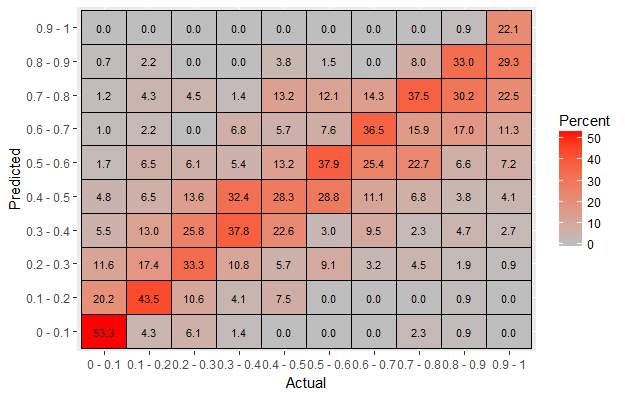 0.9 - 1 0.0 0.0 0.0 0.0 0.0 0.0 0.0 0.0 0.9 22.1
0.8 - 0.9 0.7 2.2 0.0 0.0 3.8 1.5 0.0 8.0 33.0 29.3
0.7 - 0.8 1.2 4.3 4.5 1.4 13.2 12.1 14.3 37.5 30.2 22.5
0.6 - 0.7 1.0 2.2 0.0 6.8 5.7 7.6 36.5 15.9 17.0 11.3
0.5 - 0.6 1.7 6.5 6.1 5.4 13.2 37.9 25.4 22.7 6.6 7.2
0.4 - 0.5 4.8 6.5 13.6 32.4 28.3 28.8 11.1 6.8 3.8 4.1
0.3 - 0.4 5.5 13.0 25.8 37.8 22.6 3.0 9.5 2.3 4.7 2.7
0.2 - 0.3 11.6 17.4 33.3 10.8 5.7 9.1 3.2 4.5 1.9 0.9
0.1 - 0.2 20.2 43.5 10.6 4.1 7.5 0.0 0.0 0.0 0.9 0.0
0 - 0.1 53.3 4.3 6.1 1.4 0.0 0.0 0.0 2.3 0.9 0.0
0 - 0.1 0.1 - 0.2 0.2 - 0.3 0.3 - 0.4 0.4 - 0.5 0.5 - 0.6 0.6 - 0.7 0.7 - 0.8 0.8 - 0.9 0.9 - 1
Actual
Predicted
Percent
50
40
30
20
10
0